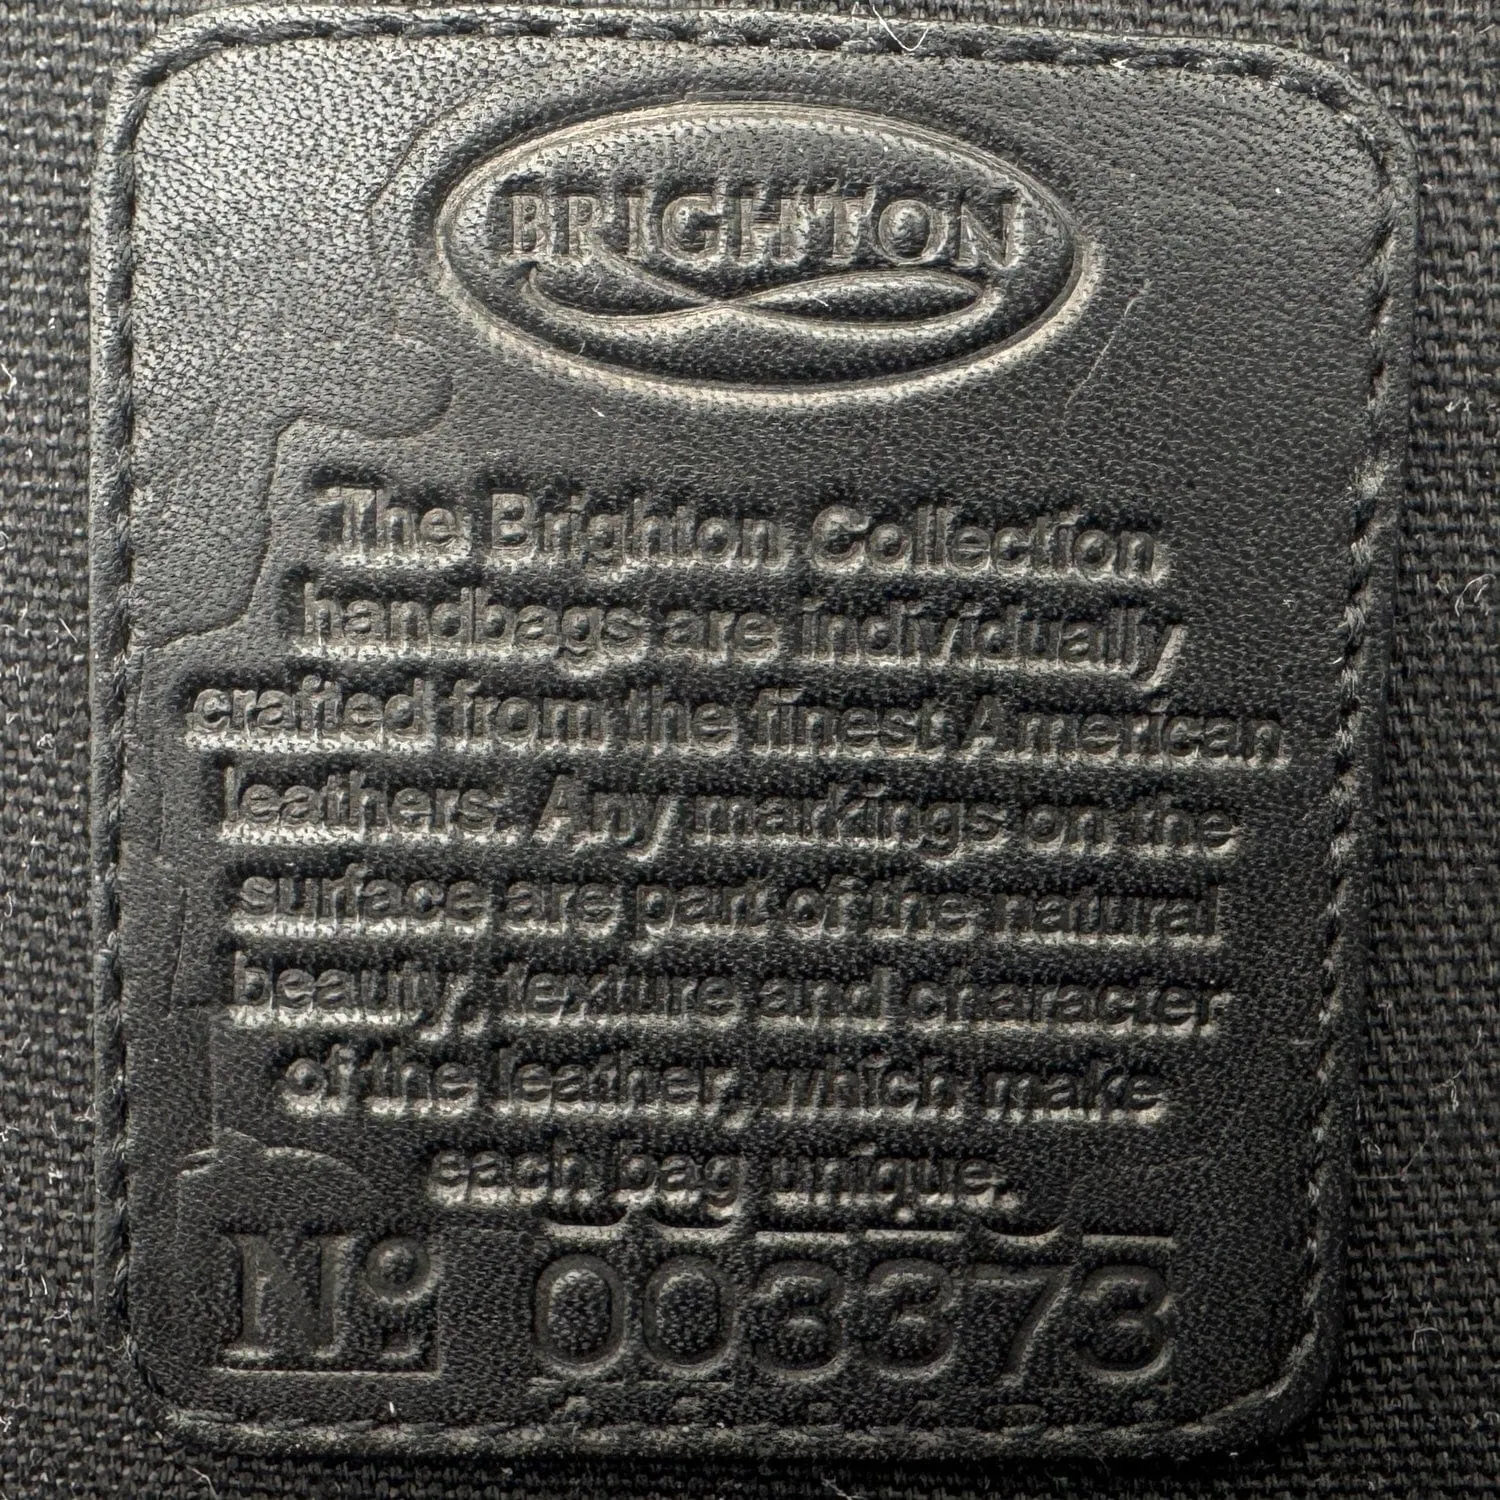 BRIGHTON
The Brighton Collection
handbags are individually
crafted from the finest American
leathers. Any markings on the
surface are part of the natural
beauty, texture and character
of the leather, which make
each bag unique.
Nº 003373